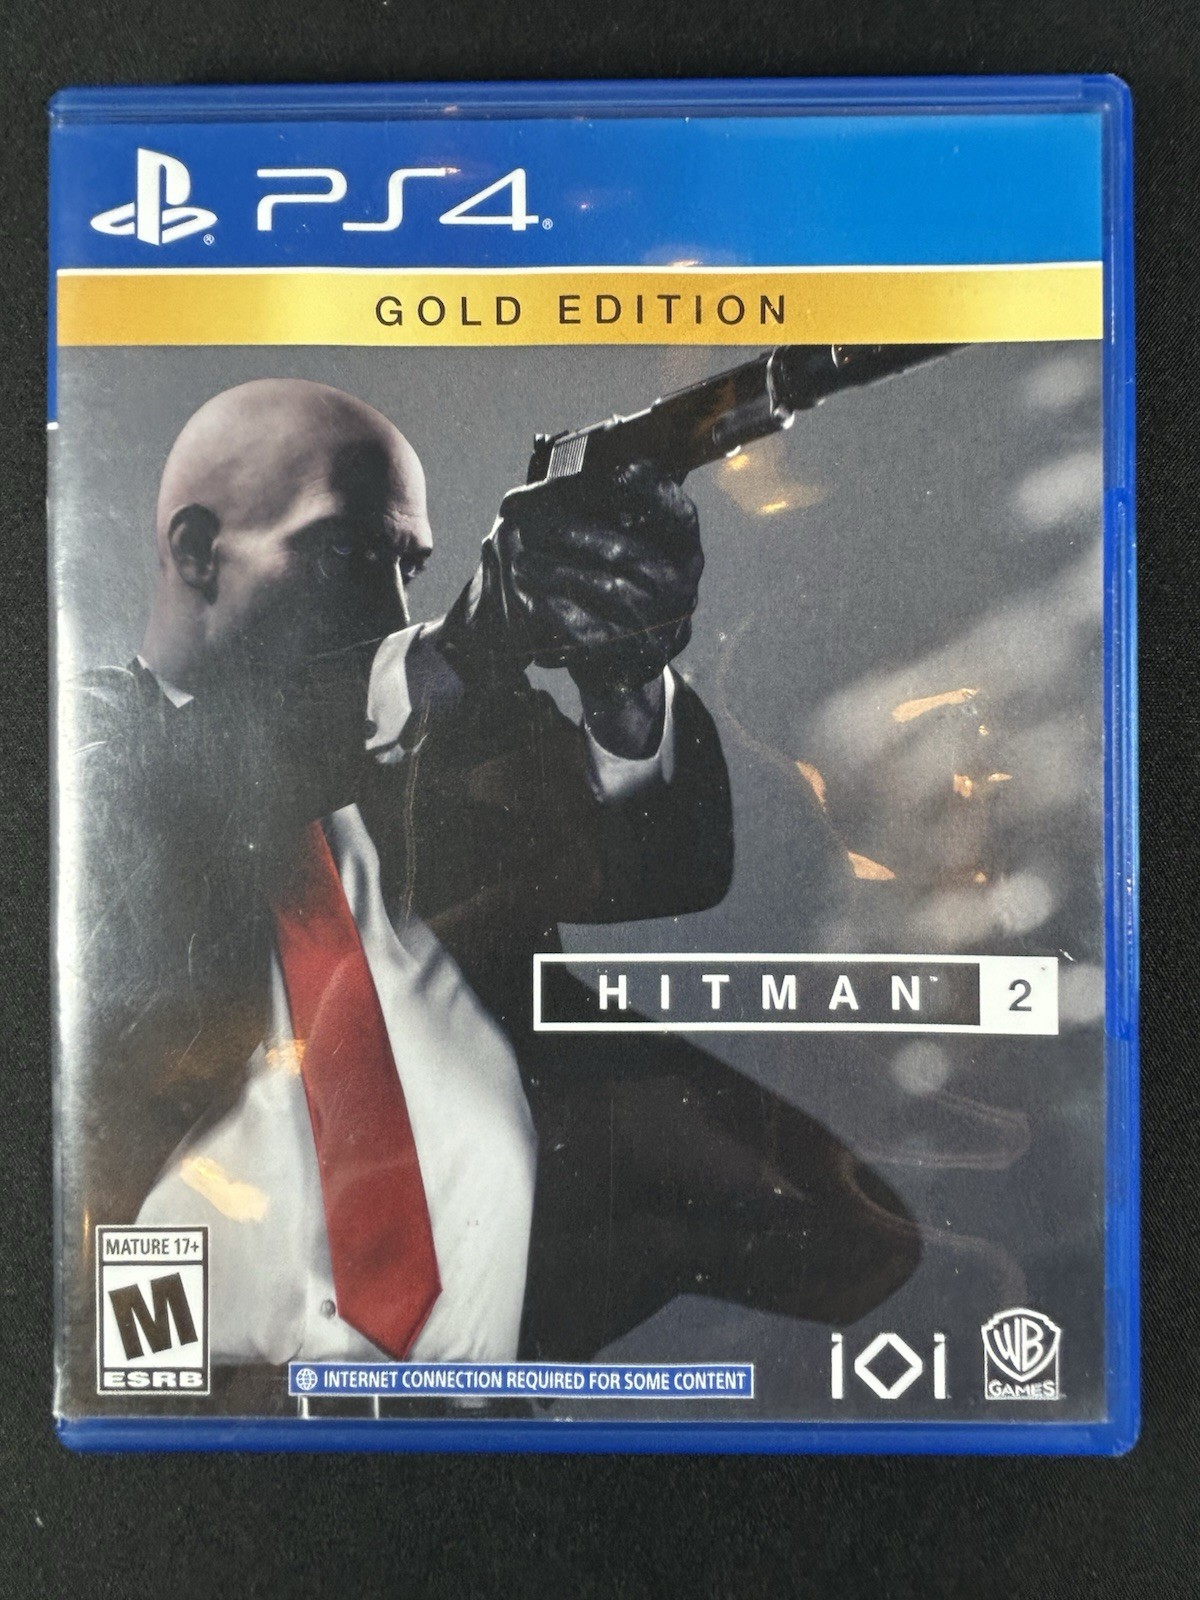 PS4®
GOLD EDITION
HITMAN™ 2
MATURE 17+
M
ESRB
INTERNET CONNECTION REQUIRED FOR SOME CONTENT
iOi
WB
GAMES